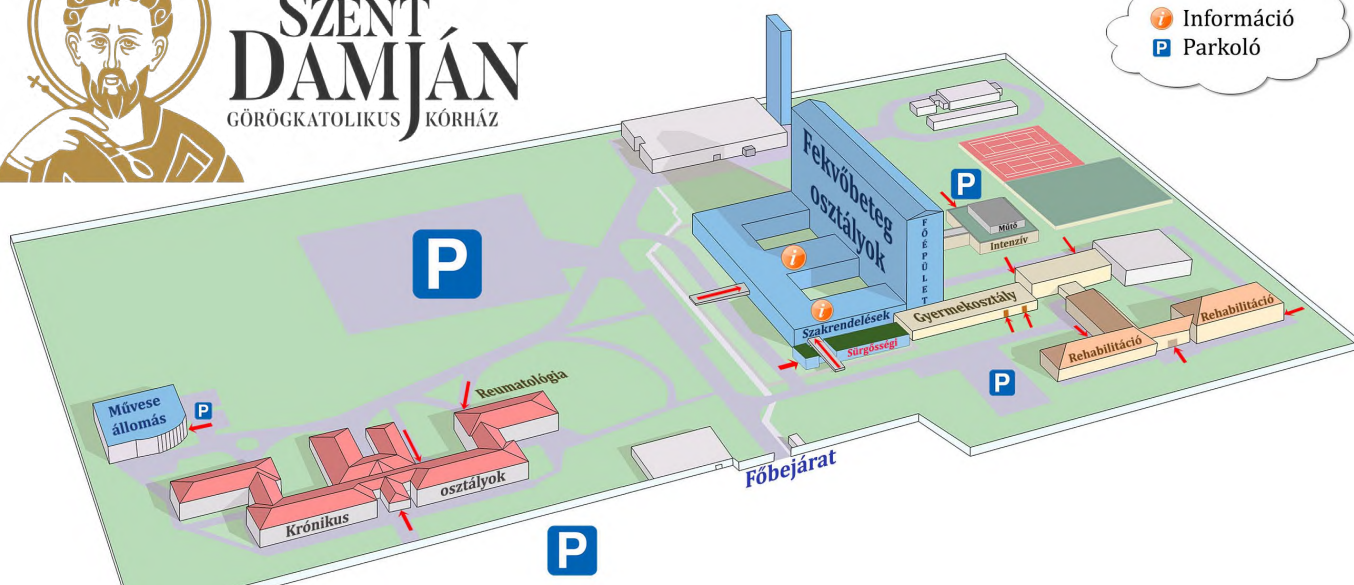 SZENT
DAMJÁN
GÖRÖGKATOLIKUS KÓRHÁZ
i Információ
P Parkoló
Fekvőbeteg
osztályok
FŐÉPÜLET
P
Műtő
Intenzív
P
i
i
Szakrendelések
Sürgősségi
Gyermekosztály
Rehabilitáció
Rehabilitáció
P
Reumatológia
Művese
állomás
P
osztályok
Krónikus
Főbejárat
P